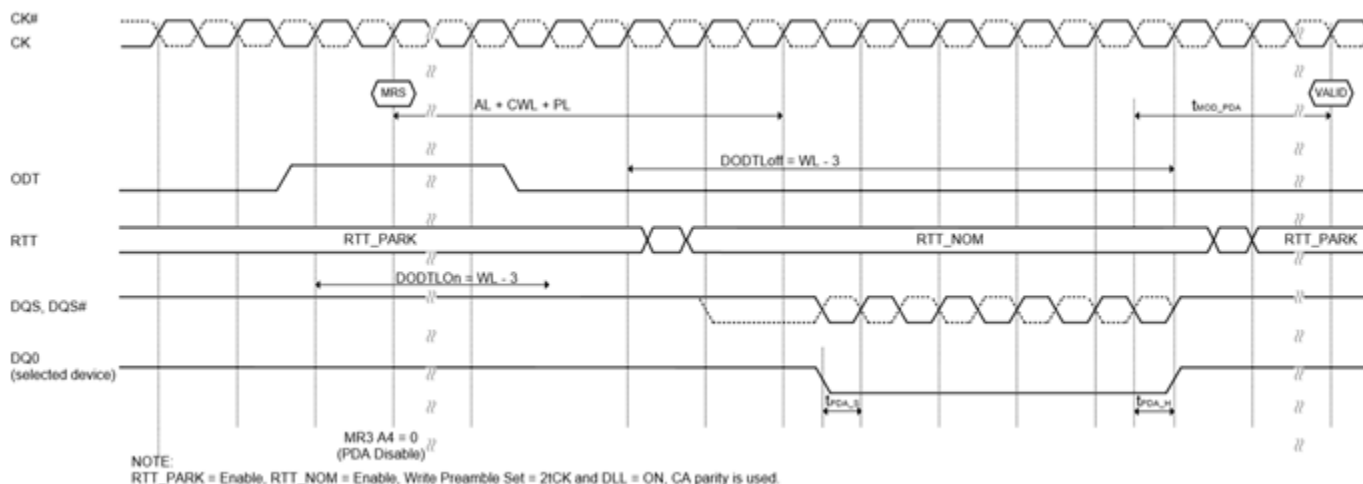 CK#
CK
MRS
VALID
AL + CWL + PL
tMOD_PDA
DODTLoff = WL - 3
ODT
RTT
RTT_PARK
RTT_NOM
RTT_PARK
DODTLOn = WL - 3
DQS, DQS#
DQ0
(selected device)
tPDA_S
tPDA_H
MR3 A4 = 0
(PDA Disable)
NOTE:
RTT_PARK = Enable, RTT_NOM = Enable, Write Preamble Set = 2tCK and DLL = ON, CA parity is used.